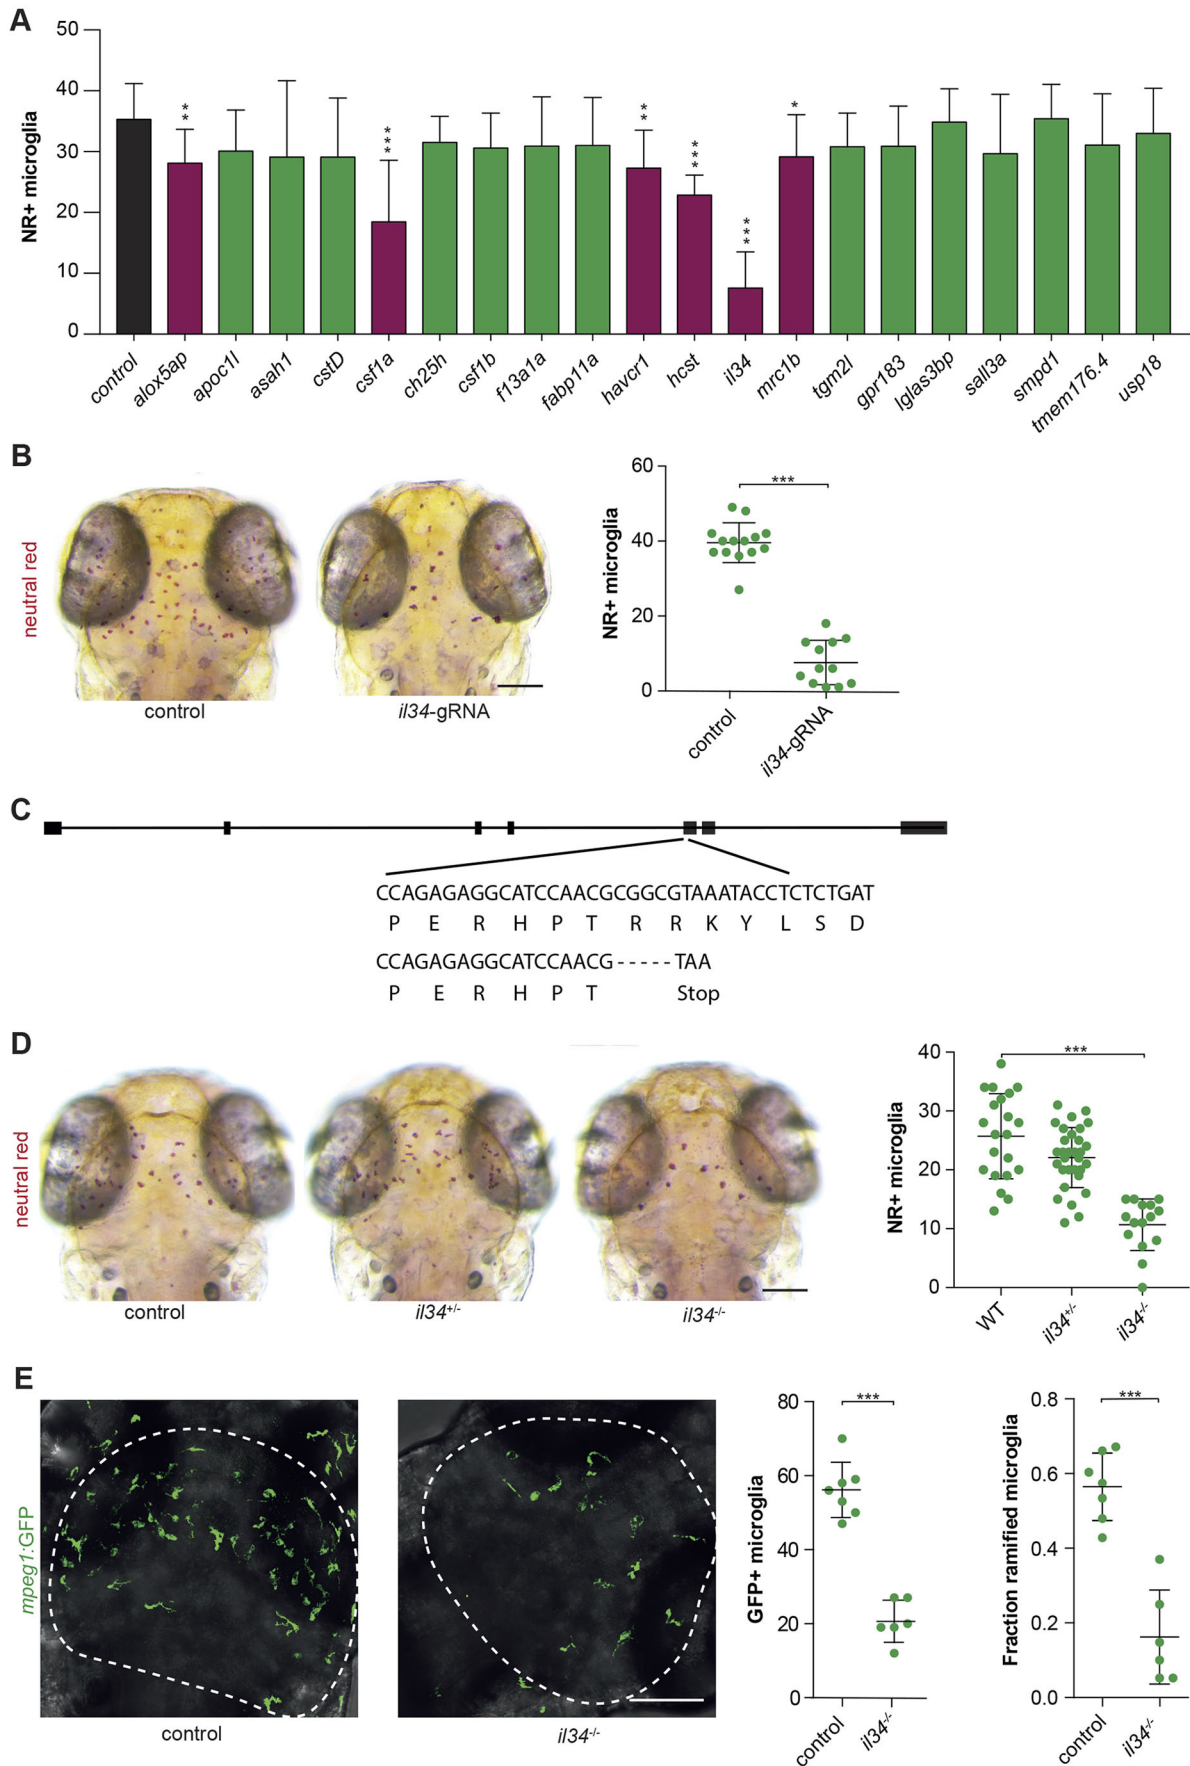 A
50
40
30
20
10
0
NR+ microglia
**
***
**
***
***
*
control
alox5ap
apoc1l
asah1
cstD
csf1a
ch25h
csf1b
f13a1a
fabp11a
havcr1
hcst
il34
mrc1b
tgm2l
gpr183
lglas3bp
sall3a
smpd1
tmem176.4
usp18
B
neutral red
control
il34-gRNA
NR+ microglia
60
40
20
0
***
control
il34-gRNA
C
CCAGAGAGGCATCCAACGCGGCGTAAATACCTCTCTGAT
P E R H P T R R K Y L S D
CCAGAGAGGCATCCAACG-----TAA
P E R H P T Stop
D
neutral red
control
il34+/-
il34-/-
NR+ microglia
40
30
20
10
0
***
WT
il34+/-
il34-/-
E
mpeg1:GFP
control
il34-/-
GFP+ microglia
80
60
40
20
0
***
control
il34-/-
Fraction ramified microglia
0.8
0.6
0.4
0.2
0.0
***
control
il34-/-